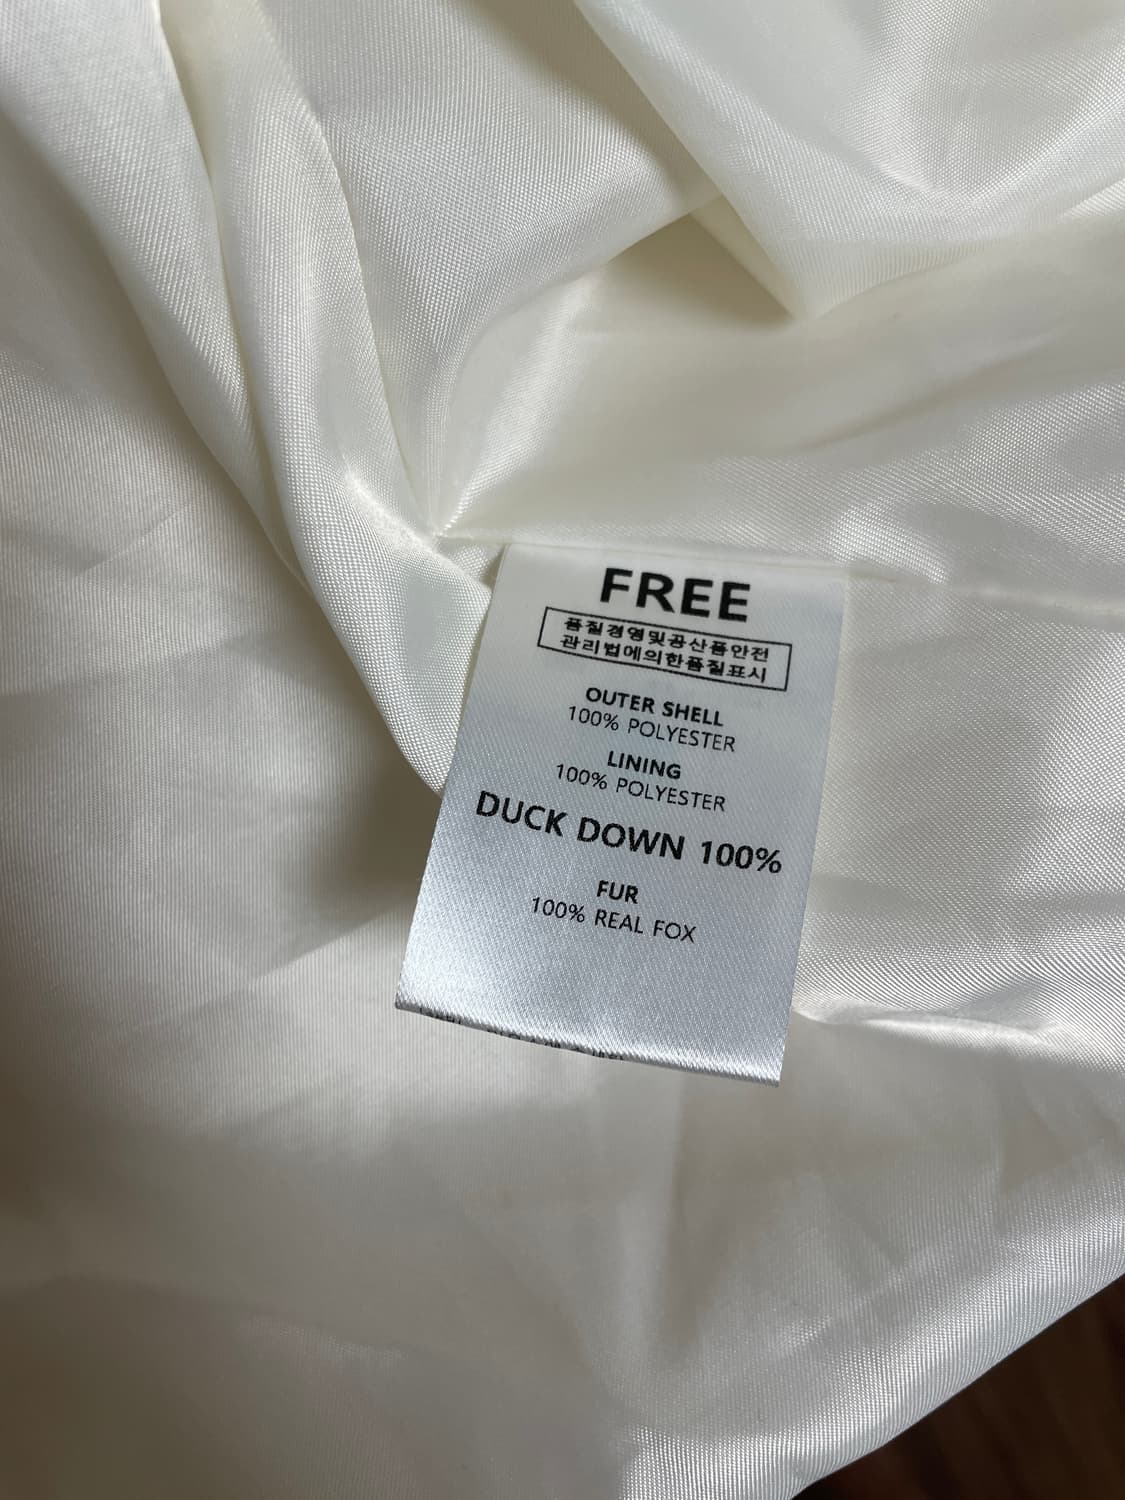 FREE
품질경영및공산품안전
관리법에의한품질표시
OUTER SHELL
100% POLYESTER
LINING
100% POLYESTER
DUCK DOWN 100%
FUR
100% REAL FOX